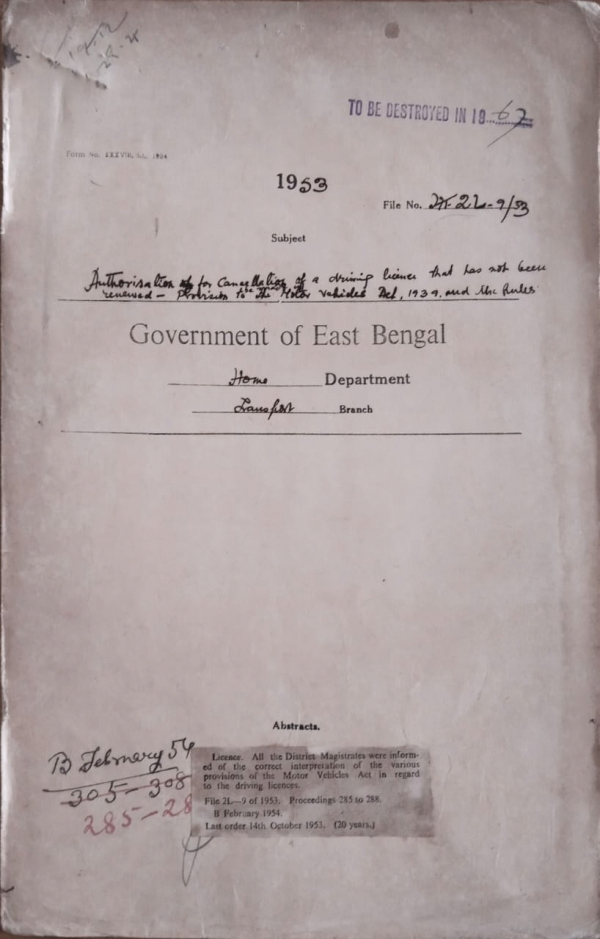 TO BE DESTROYED IN 19 67
1953
File No. 2L-9/53
Subject
Authorisation for Cancellation of a driving licence that has not been
renewed – Provision to the Motor Vehicles Act, 1939, and the Rules
Government of East Bengal
Home Department
Transport Branch
Abstracts.
B February 54
305-308
285-28
Licence. All the District Magistrates were inform-
ed of the correct interpretation of the various
provisions of the Motor Vehicles Act in regard
to the driving licences.
File 2L—9 of 1953. Proceedings 285 to 288.
B February 1954.
Last order 14th October 1953. (20 years.)